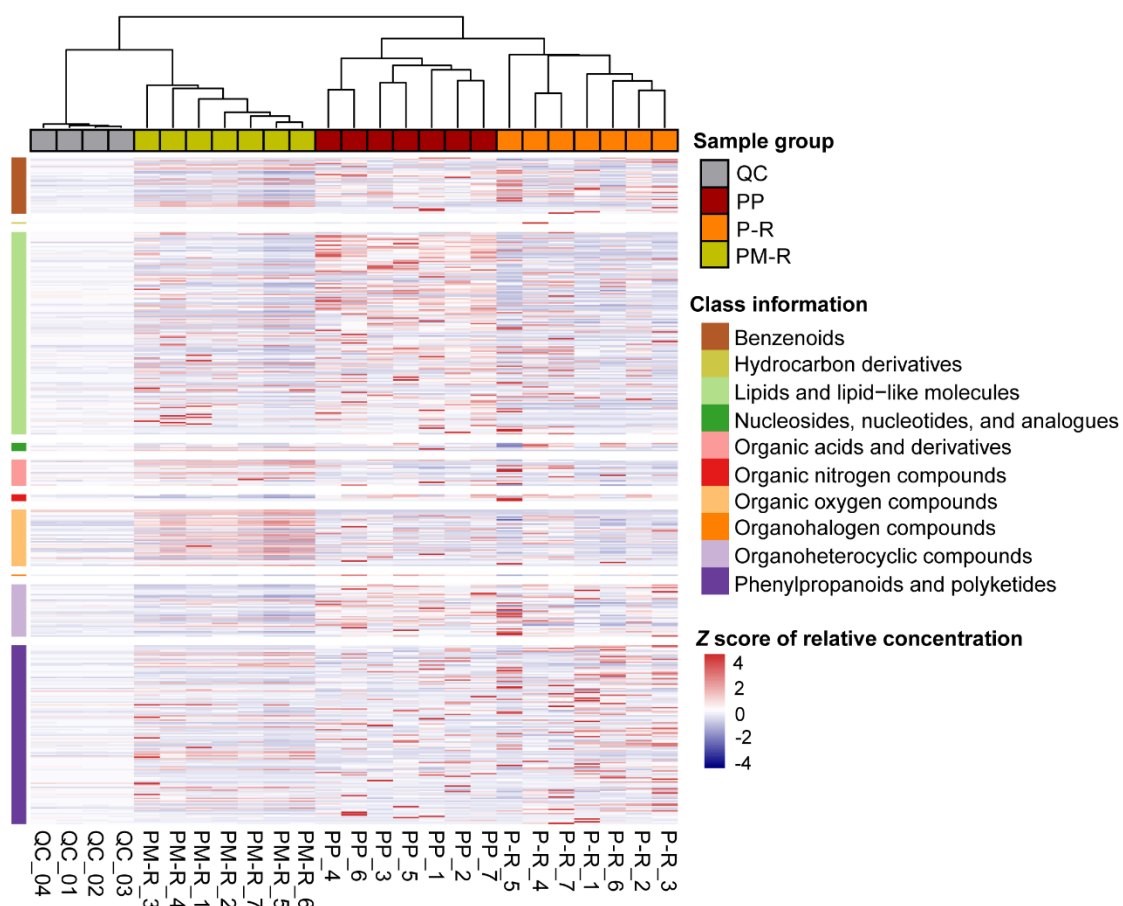 Sample group
QC
PP
P-R
PM-R
Class information
Benzenoids
Hydrocarbon derivatives
Lipids and lipid−like molecules
Nucleosides, nucleotides, and analogues
Organic acids and derivatives
Organic nitrogen compounds
Organic oxygen compounds
Organohalogen compounds
Organoheterocyclic compounds
Phenylpropanoids and polyketides
Z score of relative concentration
4
2
0
-2
-4
QC_04
QC_01
QC_02
QC_03
PM-R_3
PM-R_4
PM-R_1
PM-R_2
PM-R_7
PM-R_5
PM-R_6
PP_4
PP_6
PP_3
PP_5
PP_1
PP_2
PP_7
P-R_5
P-R_4
P-R_7
P-R_1
P-R_6
P-R_2
P-R_3